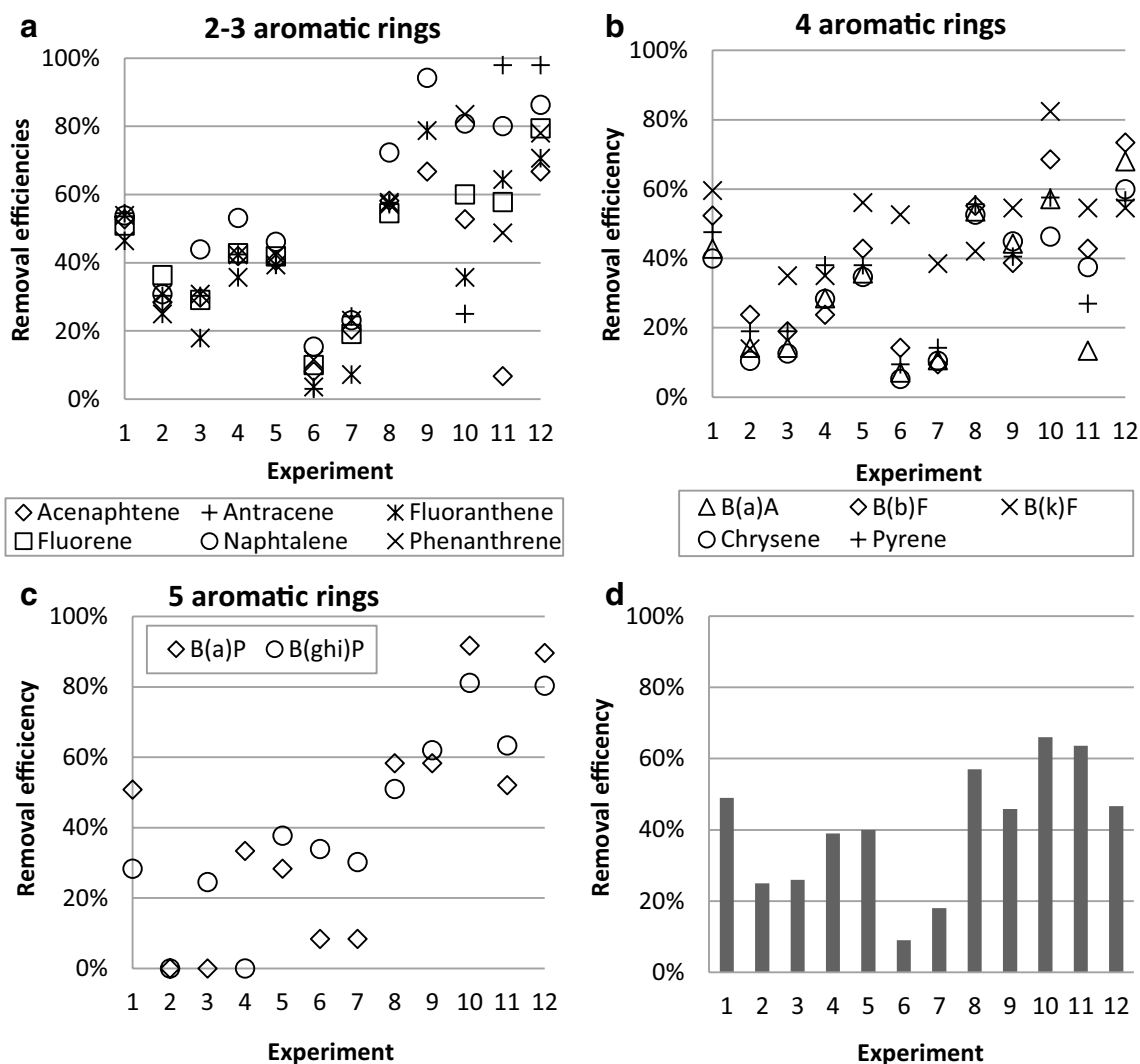 a
2-3 aromatic rings
Removal efficiencies
100%
80%
60%
40%
20%
0%
1 2 3 4 5 6 7 8 9 10 11 12
Experiment
Acenaphtene Antracene Fluoranthene
Fluorene Naphtalene Phenanthrene
b
4 aromatic rings
Removal efficicency
100%
80%
60%
40%
20%
0%
1 2 3 4 5 6 7 8 9 10 11 12
Experiment
B(a)A B(b)F B(k)F
Chrysene Pyrene
c
5 aromatic rings
Removal efficicency
100%
80%
60%
40%
20%
0%
B(a)P B(ghi)P
1 2 3 4 5 6 7 8 9 10 11 12
Experiment
d
Removal efficency
100%
80%
60%
40%
20%
0%
1 2 3 4 5 6 7 8 9 10 11 12
Experiment